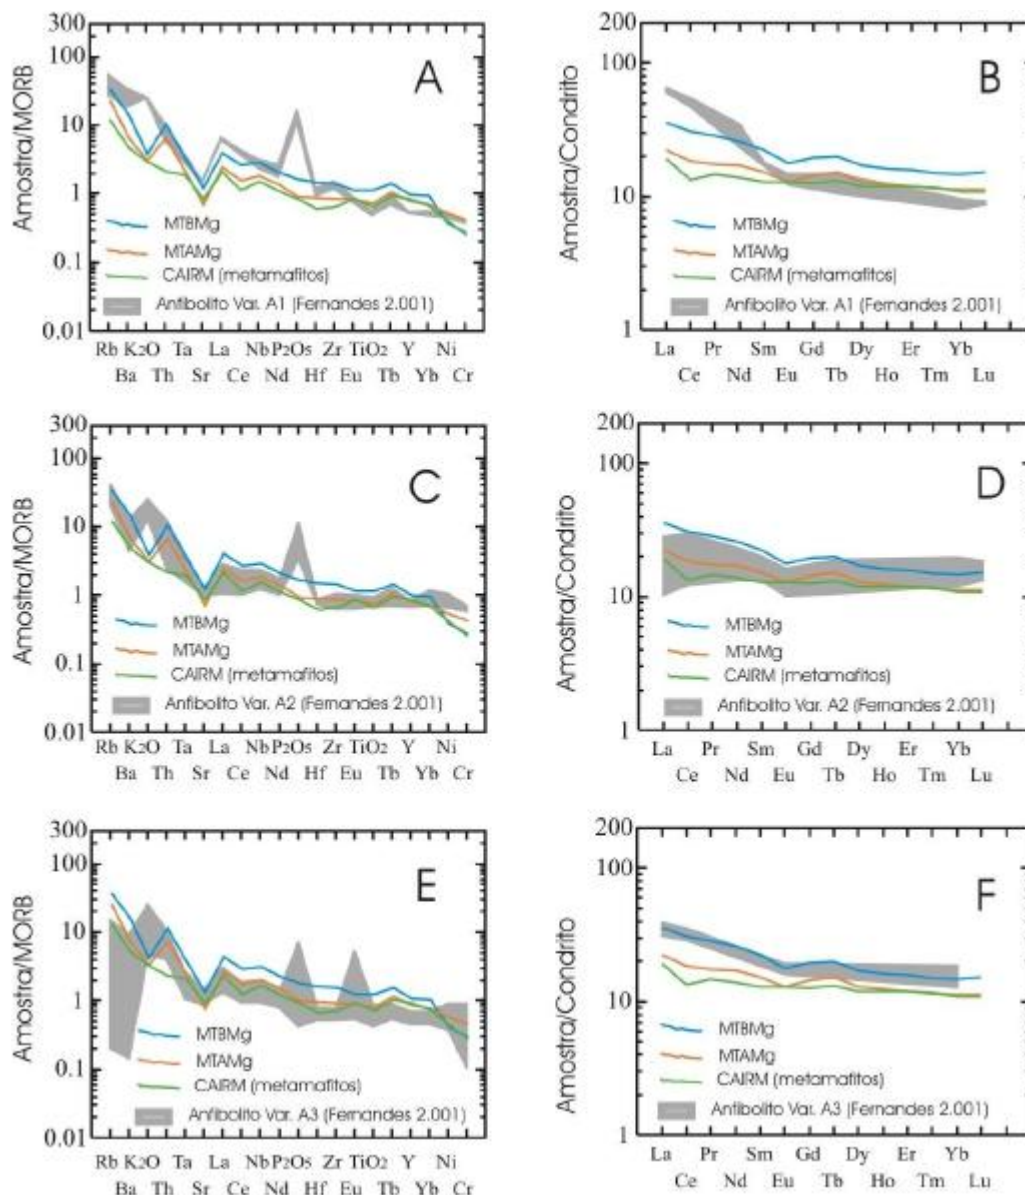 A
Amostra/MORB
300
100
10
1
0.1
0.01
MTBMg
MTAMg
CAIRM (metamafitos)
Anfibolito Var. A1 (Fernandes 2.001)
Rb K2O Ta La Nb P2O5 Zr TiO2 Y Ni
Ba Th Sr Ce Nd Hf Eu Tb Yb Cr
B
Amostra/Condrito
200
100
10
1
MTBMg
MTAMg
CAIRM (metamafitos)
Anfibolito Var. A1 (Fernandes 2.001)
La Pr Sm Gd Dy Er Yb
Ce Nd Eu Tb Ho Tm Lu
C
Amostra/MORB
300
100
10
1
0.1
0.01
MTBMg
MTAMg
CAIRM (metamafitos)
Anfibolito Var. A2 (Fernandes 2.001)
Rb K2O Ta La Nb P2O5 Zr TiO2 Y Ni
Ba Th Sr Ce Nd Hf Eu Tb Yb Cr
D
Amostra/Condrito
200
100
10
1
MTBMg
MTAMg
CAIRM (metamafitos)
Anfibolito Var. A2 (Fernandes 2.001)
La Pr Sm Gd Dy Er Yb
Ce Nd Eu Tb Ho Tm Lu
E
Amostra/MORB
300
100
10
1
0.1
0.01
MTBMg
MTAMg
CAIRM (metamafitos)
Anfibolito Var. A3 (Fernandes 2.001)
Rb K2O Ta La Nb P2O5 Zr TiO2 Y Ni
Ba Th Sr Ce Nd Hf Eu Tb Yb Cr
F
Amostra/Condrito
200
100
10
1
MTBMg
MTAMg
CAIRM (metamafitos)
Anfibolito Var. A3 (Fernandes 2.001)
La Pr Sm Gd Dy Er Yb
Ce Nd Eu Tb Ho Tm Lu